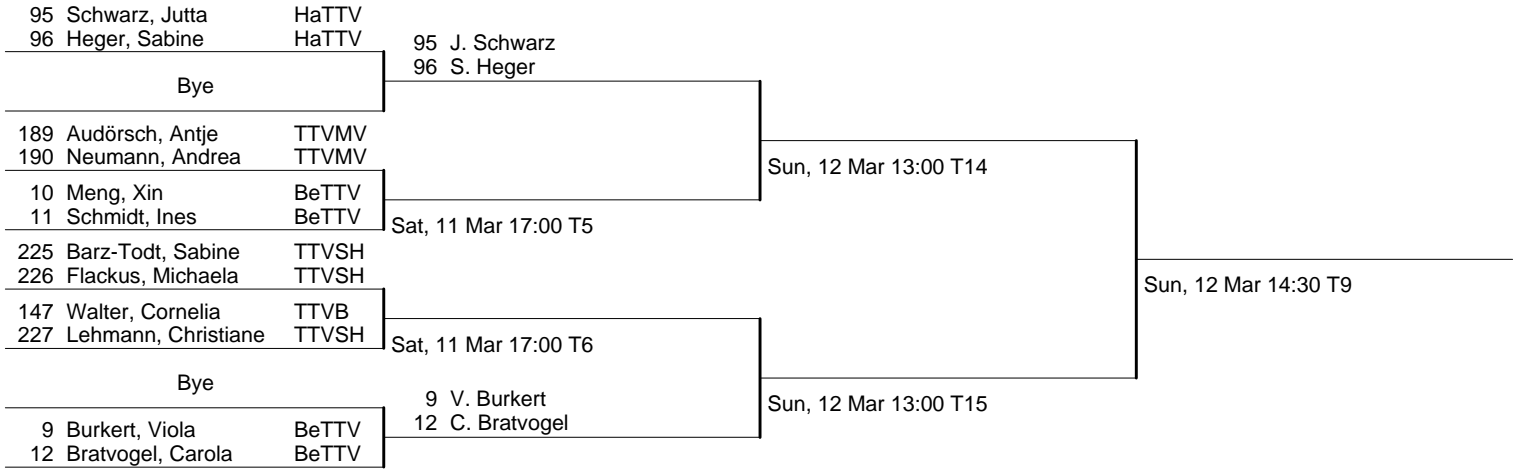 95 Schwarz, Jutta HaTTV
96 Heger, Sabine HaTTV
95 J. Schwarz
96 S. Heger
Bye
189 Audörsch, Antje TTVMV
190 Neumann, Andrea TTVMV
Sun, 12 Mar 13:00 T14
10 Meng, Xin BeTTV
11 Schmidt, Ines BeTTV
Sat, 11 Mar 17:00 T5
225 Barz-Todt, Sabine TTVSH
226 Flackus, Michaela TTVSH
Sun, 12 Mar 14:30 T9
147 Walter, Cornelia TTVB
227 Lehmann, Christiane TTVSH
Sat, 11 Mar 17:00 T6
Bye
9 V. Burkert
12 C. Bratvogel
Sun, 12 Mar 13:00 T15
9 Burkert, Viola BeTTV
12 Bratvogel, Carola BeTTV